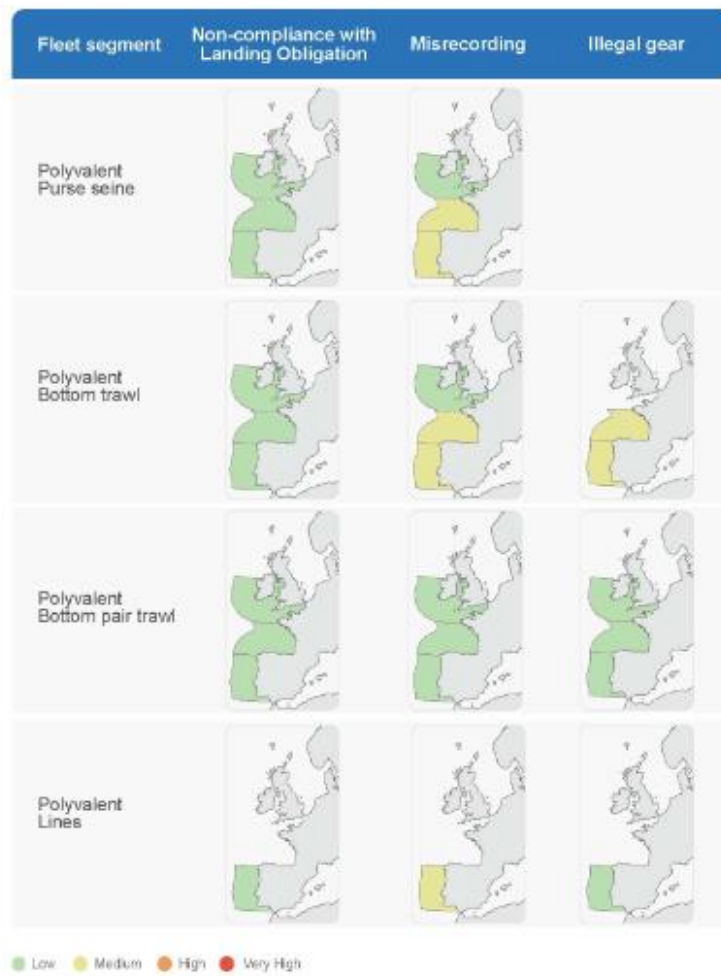 Fleet segment
Non-compliance with
Landing Obligation
Misrecording
Illegal gear
Polyvalent
Purse seine
Polyvalent
Bottom trawl
Polyvalent
Bottom pair trawl
Polyvalent
Lines
Low Medium High Very High